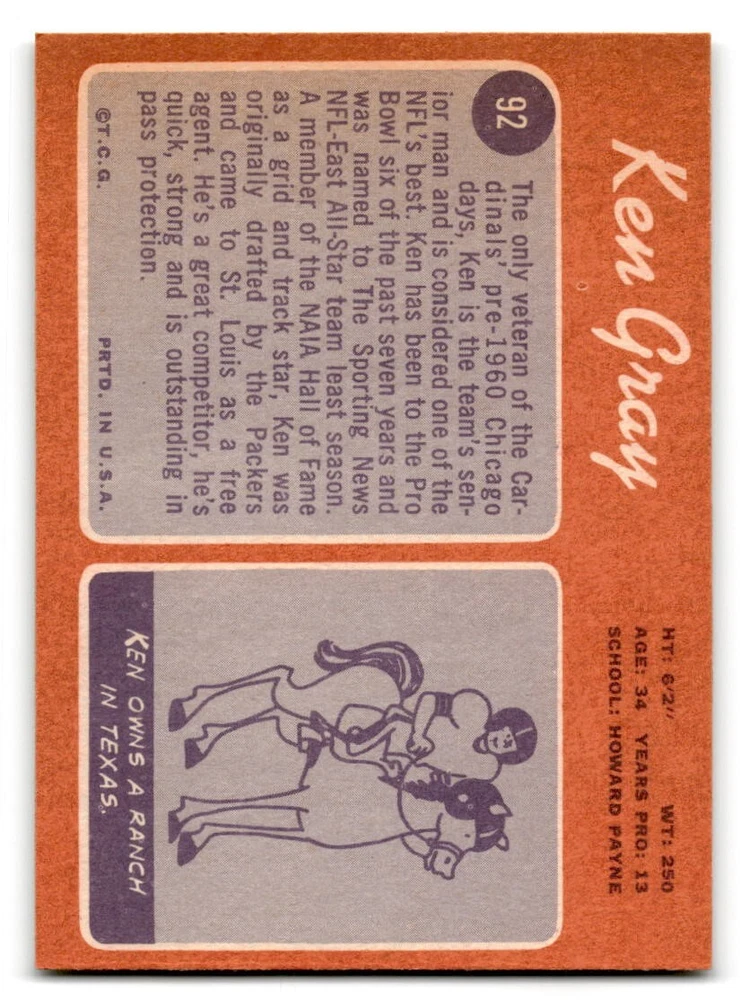 Ken Gray
HT: 6'2" WT: 250
AGE: 34 YEARS PRO: 13
SCHOOL: HOWARD PAYNE
92
The only veteran of the Car-
dinals' pre-1960 Chicago
days, Ken is the team's sen-
ior man and is considered one of the
NFL's best. Ken has been to the Pro
Bowl six of the past seven years and
was named to The Sporting News
NFL-East All-Star team least season.
A member of the NAIA Hall of Fame
as a grid and track star, Ken was
originally drafted by the Packers
and came to St. Louis as a free
agent. He's a great competitor, he's
quick, strong and is outstanding in
pass protection.
©T.C.G. PRTD. IN U.S.A.
KEN OWNS A RANCH
IN TEXAS.